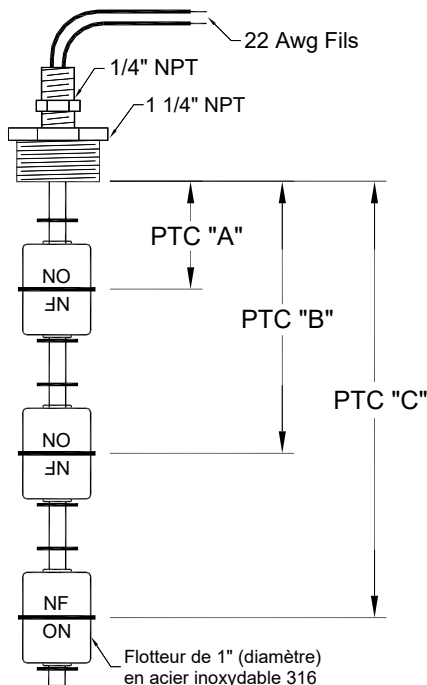 22 Awg Fils
1/4" NPT
1 1/4" NPT
PTC "A"
NO
NF
PTC "B"
PTC "C"
NO
NF
NF
NO
Flotteur de 1" (diamètre)
en acier inoxydable 316